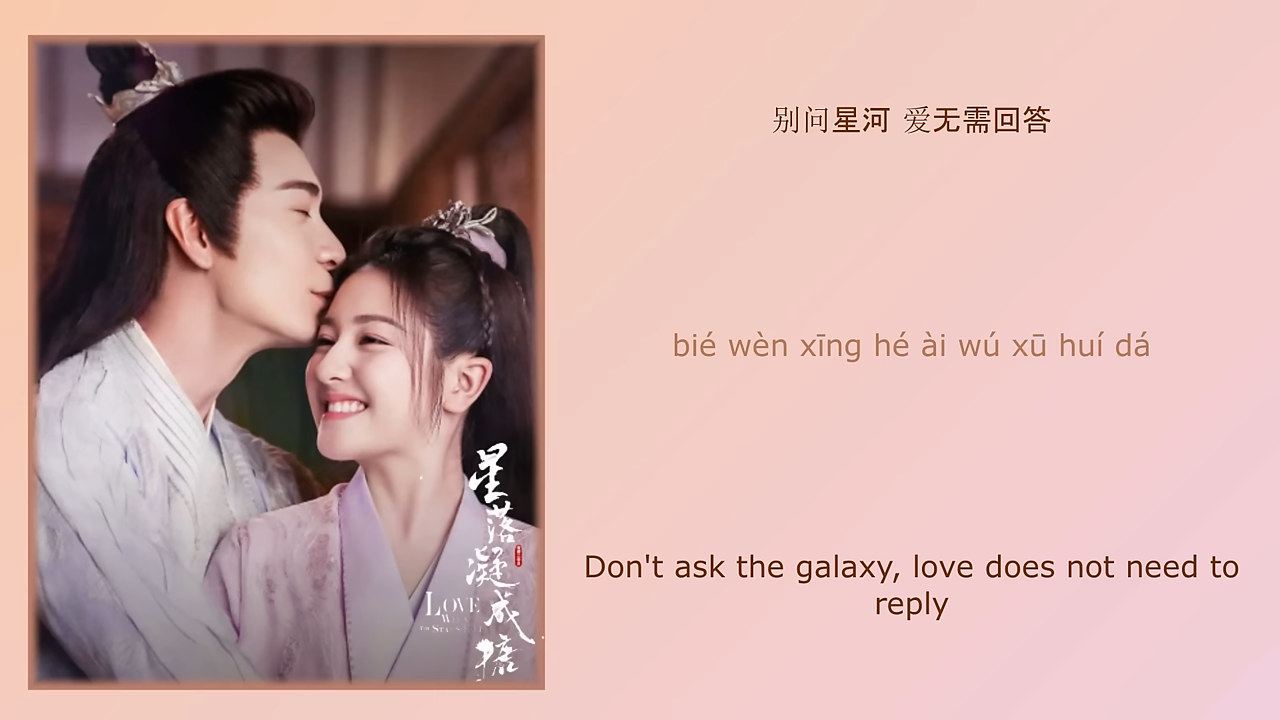 别问星河 爱无需回答
bié wèn xīng hé ài wú xū huí dá
Don't ask the galaxy, love does not need to
reply
星落凝成糖
LOVE